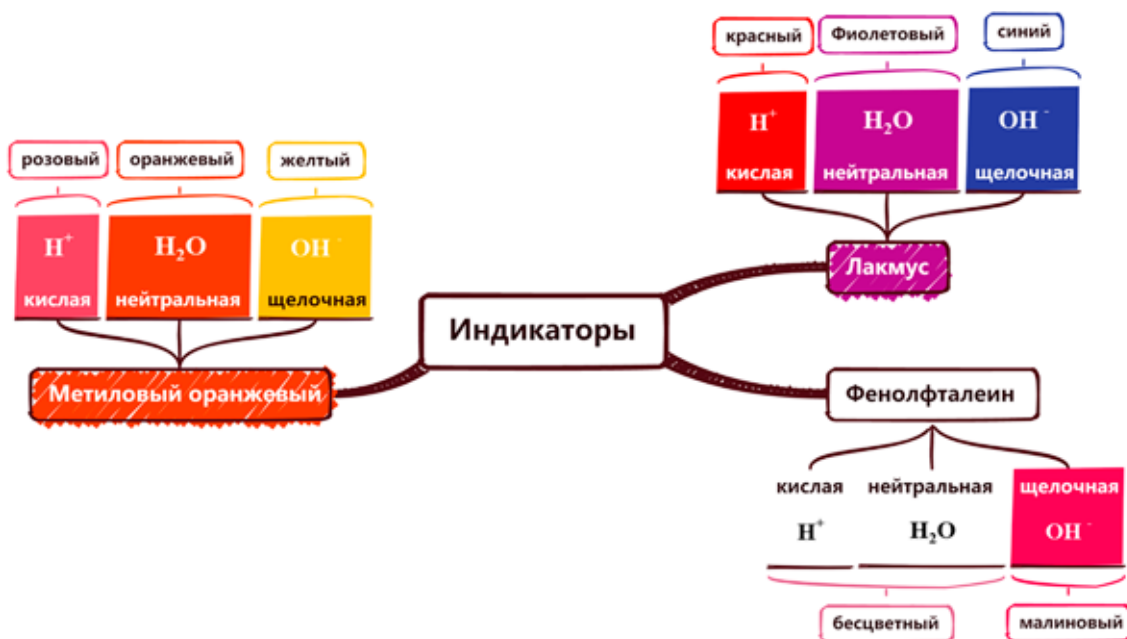 красный
Фиолетовый
синий
H⁺
H₂O
OH⁻
кислая
нейтральная
щелочная
Лакмус
розовый
оранжевый
желтый
H⁺
H₂O
OH⁻
кислая
нейтральная
щелочная
Метиловый оранжевый
Индикаторы
Фенолфталеин
кислая
нейтральная
щелочная
H⁺
H₂O
OH⁻
бесцветный
малиновый